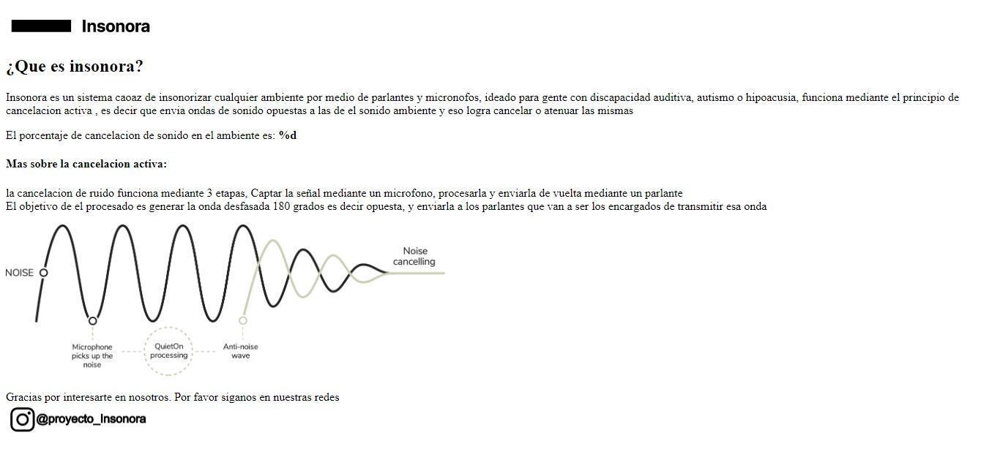 Insonora
¿Que es insonora?
Insonora es un sistema caoaz de insonorizar cualquier ambiente por medio de parlantes y micronofos, ideado para gente con discapacidad auditiva, autismo o hipoacusia, funciona mediante el principio de
cancelacion activa , es decir que envia ondas de sonido opuestas a las de el sonido ambiente y eso logra cancelar o atenuar las mismas
El porcentaje de cancelacion de sonido en el ambiente es: %d
Mas sobre la cancelacion activa:
la cancelacion de ruido funciona mediante 3 etapas, Captar la señal mediante un microfono, procesarla y enviarla de vuelta mediante un parlante
El objetivo de el procesado es generar la onda desfasada 180 grados es decir opuesta, y enviarla a los parlantes que van a ser los encargados de transmitir esa onda
Noise
cancelling
NOISE
Microphone
picks up the
noise
QuietOn
processing
Anti-noise
wave
Gracias por interesarte en nosotros. Por favor siganos en nuestras redes
@proyecto_Insonora